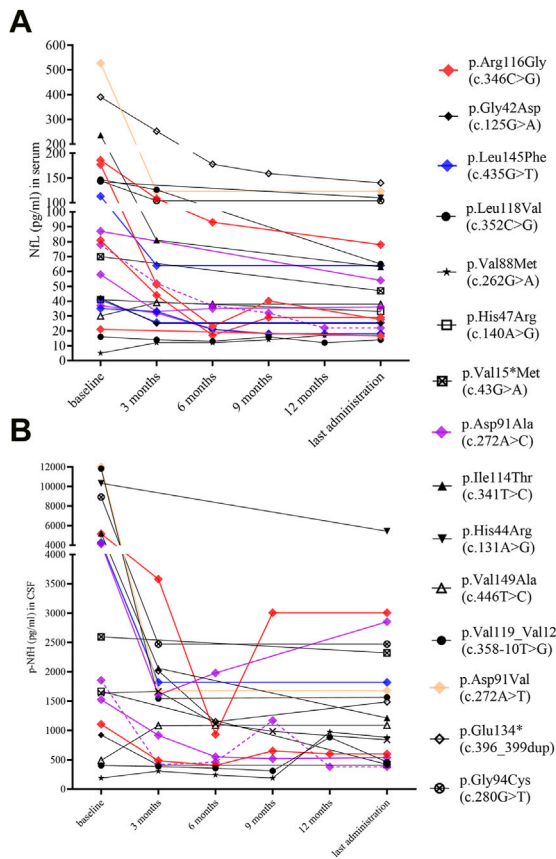 A
NfL (pg/ml) in serum
600
500
400
300
200
200
150
100
100
90
80
70
60
50
40
30
20
10
0
baseline
3 months
6 months
9 months
12 months
last administration
B
p-NfH (pg/ml) in CSF
12000
10000
8000
6000
4000
4000
3500
3000
2500
2000
1500
1000
500
0
baseline
3 months
6 months
9 months
12 months
last administration
p.Arg116Gly
(c.346C>G)
p.Gly42Asp
(c.125G>A)
p.Leu145Phe
(c.435G>T)
p.Leu118Val
(c.352C>G)
p.Val88Met
(c.262G>A)
p.His47Arg
(c.140A>G)
p.Val15*Met
(c.43G>A)
p.Asp91Ala
(c.272A>C)
p.Ile114Thr
(c.341T>C)
p.His44Arg
(c.131A>G)
p.Val149Ala
(c.446T>C)
p.Val119_Val12
(c.358-10T>G)
p.Asp91Val
(c.272A>T)
p.Glu134*
(c.396_399dup)
p.Gly94Cys
(c.280G>T)